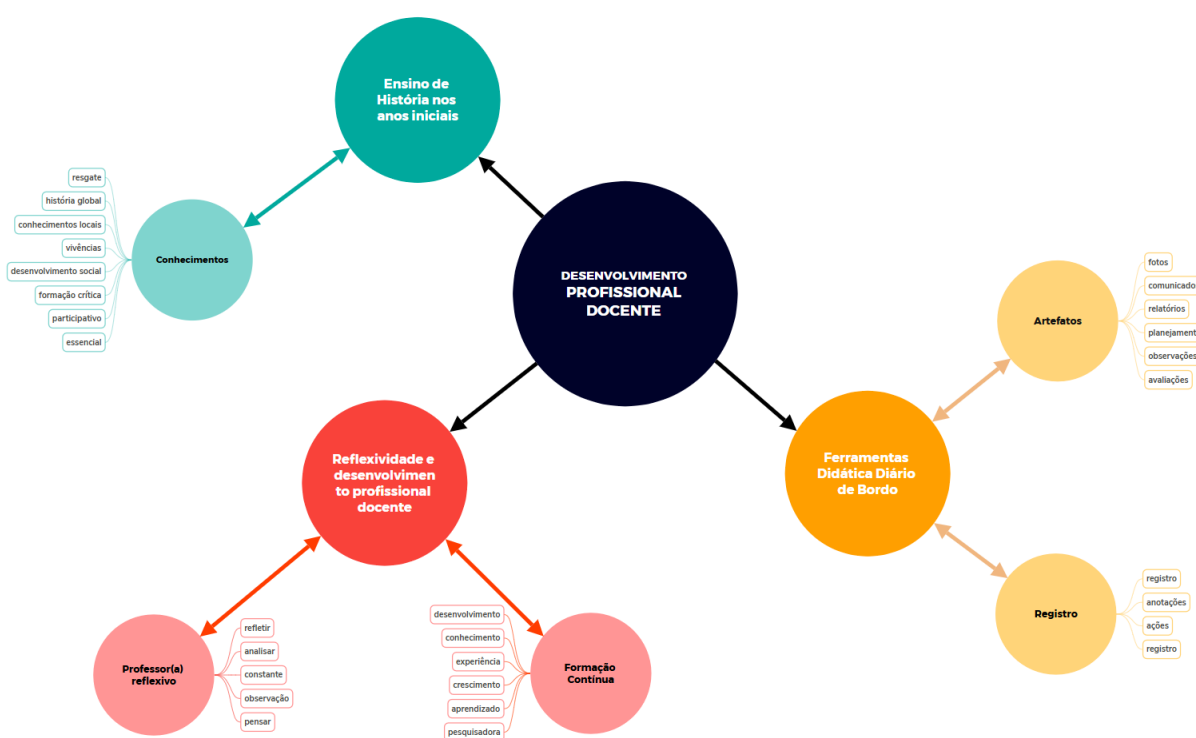 Ensino de
História nos
anos iniciais
DESENVOLVIMENTO
PROFISSIONAL
DOCENTE
Conhecimentos
resgate
história global
conhecimentos locais
vivências
desenvolvimento social
formação crítica
participativo
essencial
Artefatos
fotos
comunicado
relatórios
planejament
observações
avaliações
Reflexividade e
desenvolvimen
to profissional
docente
Ferramentas
Didática Diário
de Bordo
Professor(a)
reflexivo
refletir
analisar
constante
observação
pensar
desenvolvimento
conhecimento
experiência
crescimento
aprendizado
pesquisadora
Formação
Contínua
Registro
registro
anotações
ações
registro